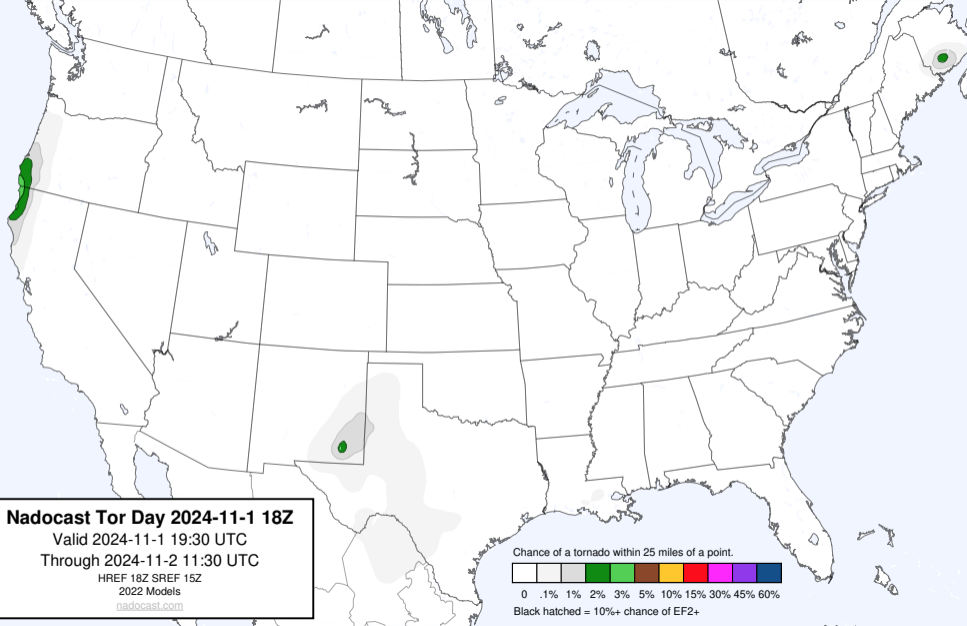 Nadocast Tor Day 2024-11-1 18Z
Valid 2024-11-1 19:30 UTC
Through 2024-11-2 11:30 UTC
HREF 18Z SREF 15Z
2022 Models
nadocast.com
Chance of a tornado within 25 miles of a point.
0 .1% 1% 2% 3% 5% 10% 15% 30% 45% 60%
Black hatched = 10%+ chance of EF2+